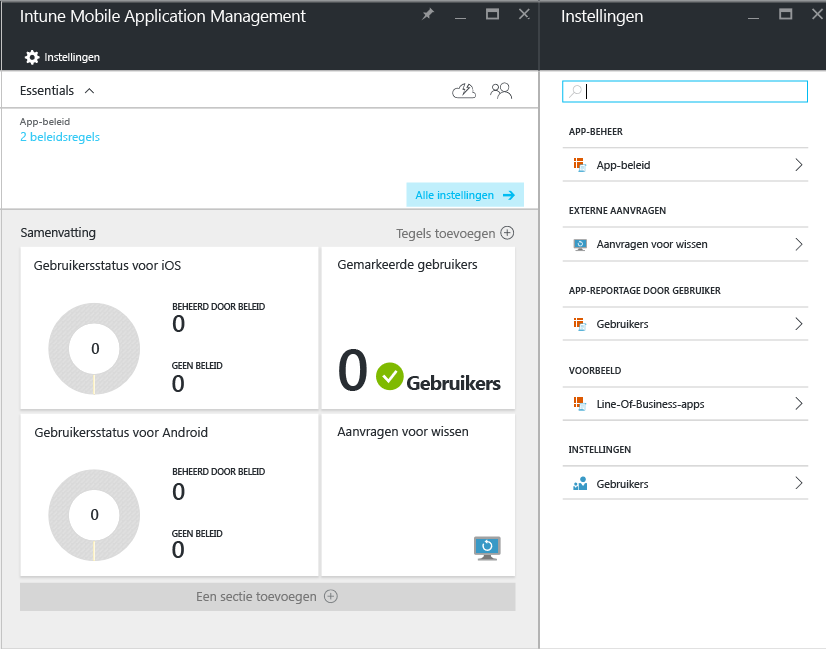 Intune Mobile Application Management
Instellingen
Essentials
App-beleid
2 beleidsregels
Alle instellingen
Samenvatting
Tegels toevoegen
Gebruikersstatus voor iOS
0
BEHEERD DOOR BELEID
0
GEEN BELEID
0
Gemarkeerde gebruikers
0 Gebruikers
Gebruikersstatus voor Android
0
BEHEERD DOOR BELEID
0
GEEN BELEID
0
Aanvragen voor wissen
Een sectie toevoegen
Instellingen
APP-BEHEER
App-beleid
EXTERNE AANVRAGEN
Aanvragen voor wissen
APP-REPORTAGE DOOR GEBRUIKER
Gebruikers
VOORBEELD
Line-Of-Business-apps
INSTELLINGEN
Gebruikers